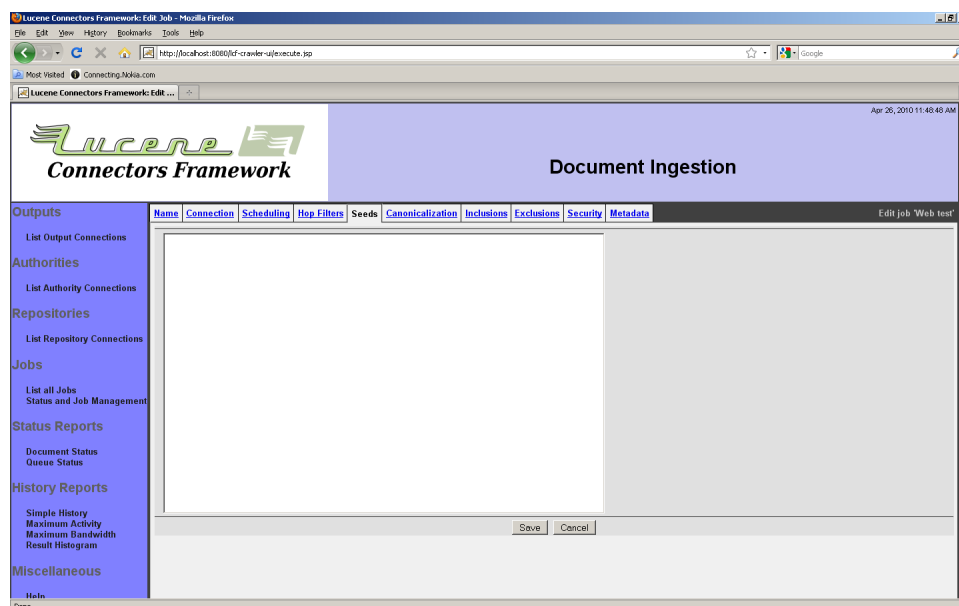 Lucene Connectors Framework: Edit Job - Mozilla Firefox
File Edit View History Bookmarks Tools Help
http://localhost:8080/lcf-crawler-ui/execute.jsp
Google
Most Visited Connecting.Nokia.com
Lucene Connectors Framework: Edit ...
Apr 26, 2010 11:48:48 AM
Lucene
Connectors Framework
Document Ingestion
Name Connection Scheduling Hop Filters Seeds Canonicalization Inclusions Exclusions Security Metadata
Edit job 'Web test'
Outputs
List Output Connections
Authorities
List Authority Connections
Repositories
List Repository Connections
Jobs
List all Jobs
Status and Job Management
Status Reports
Document Status
Queue Status
History Reports
Simple History
Maximum Activity
Maximum Bandwidth
Result Histogram
Miscellaneous
Help
Save Cancel
Done